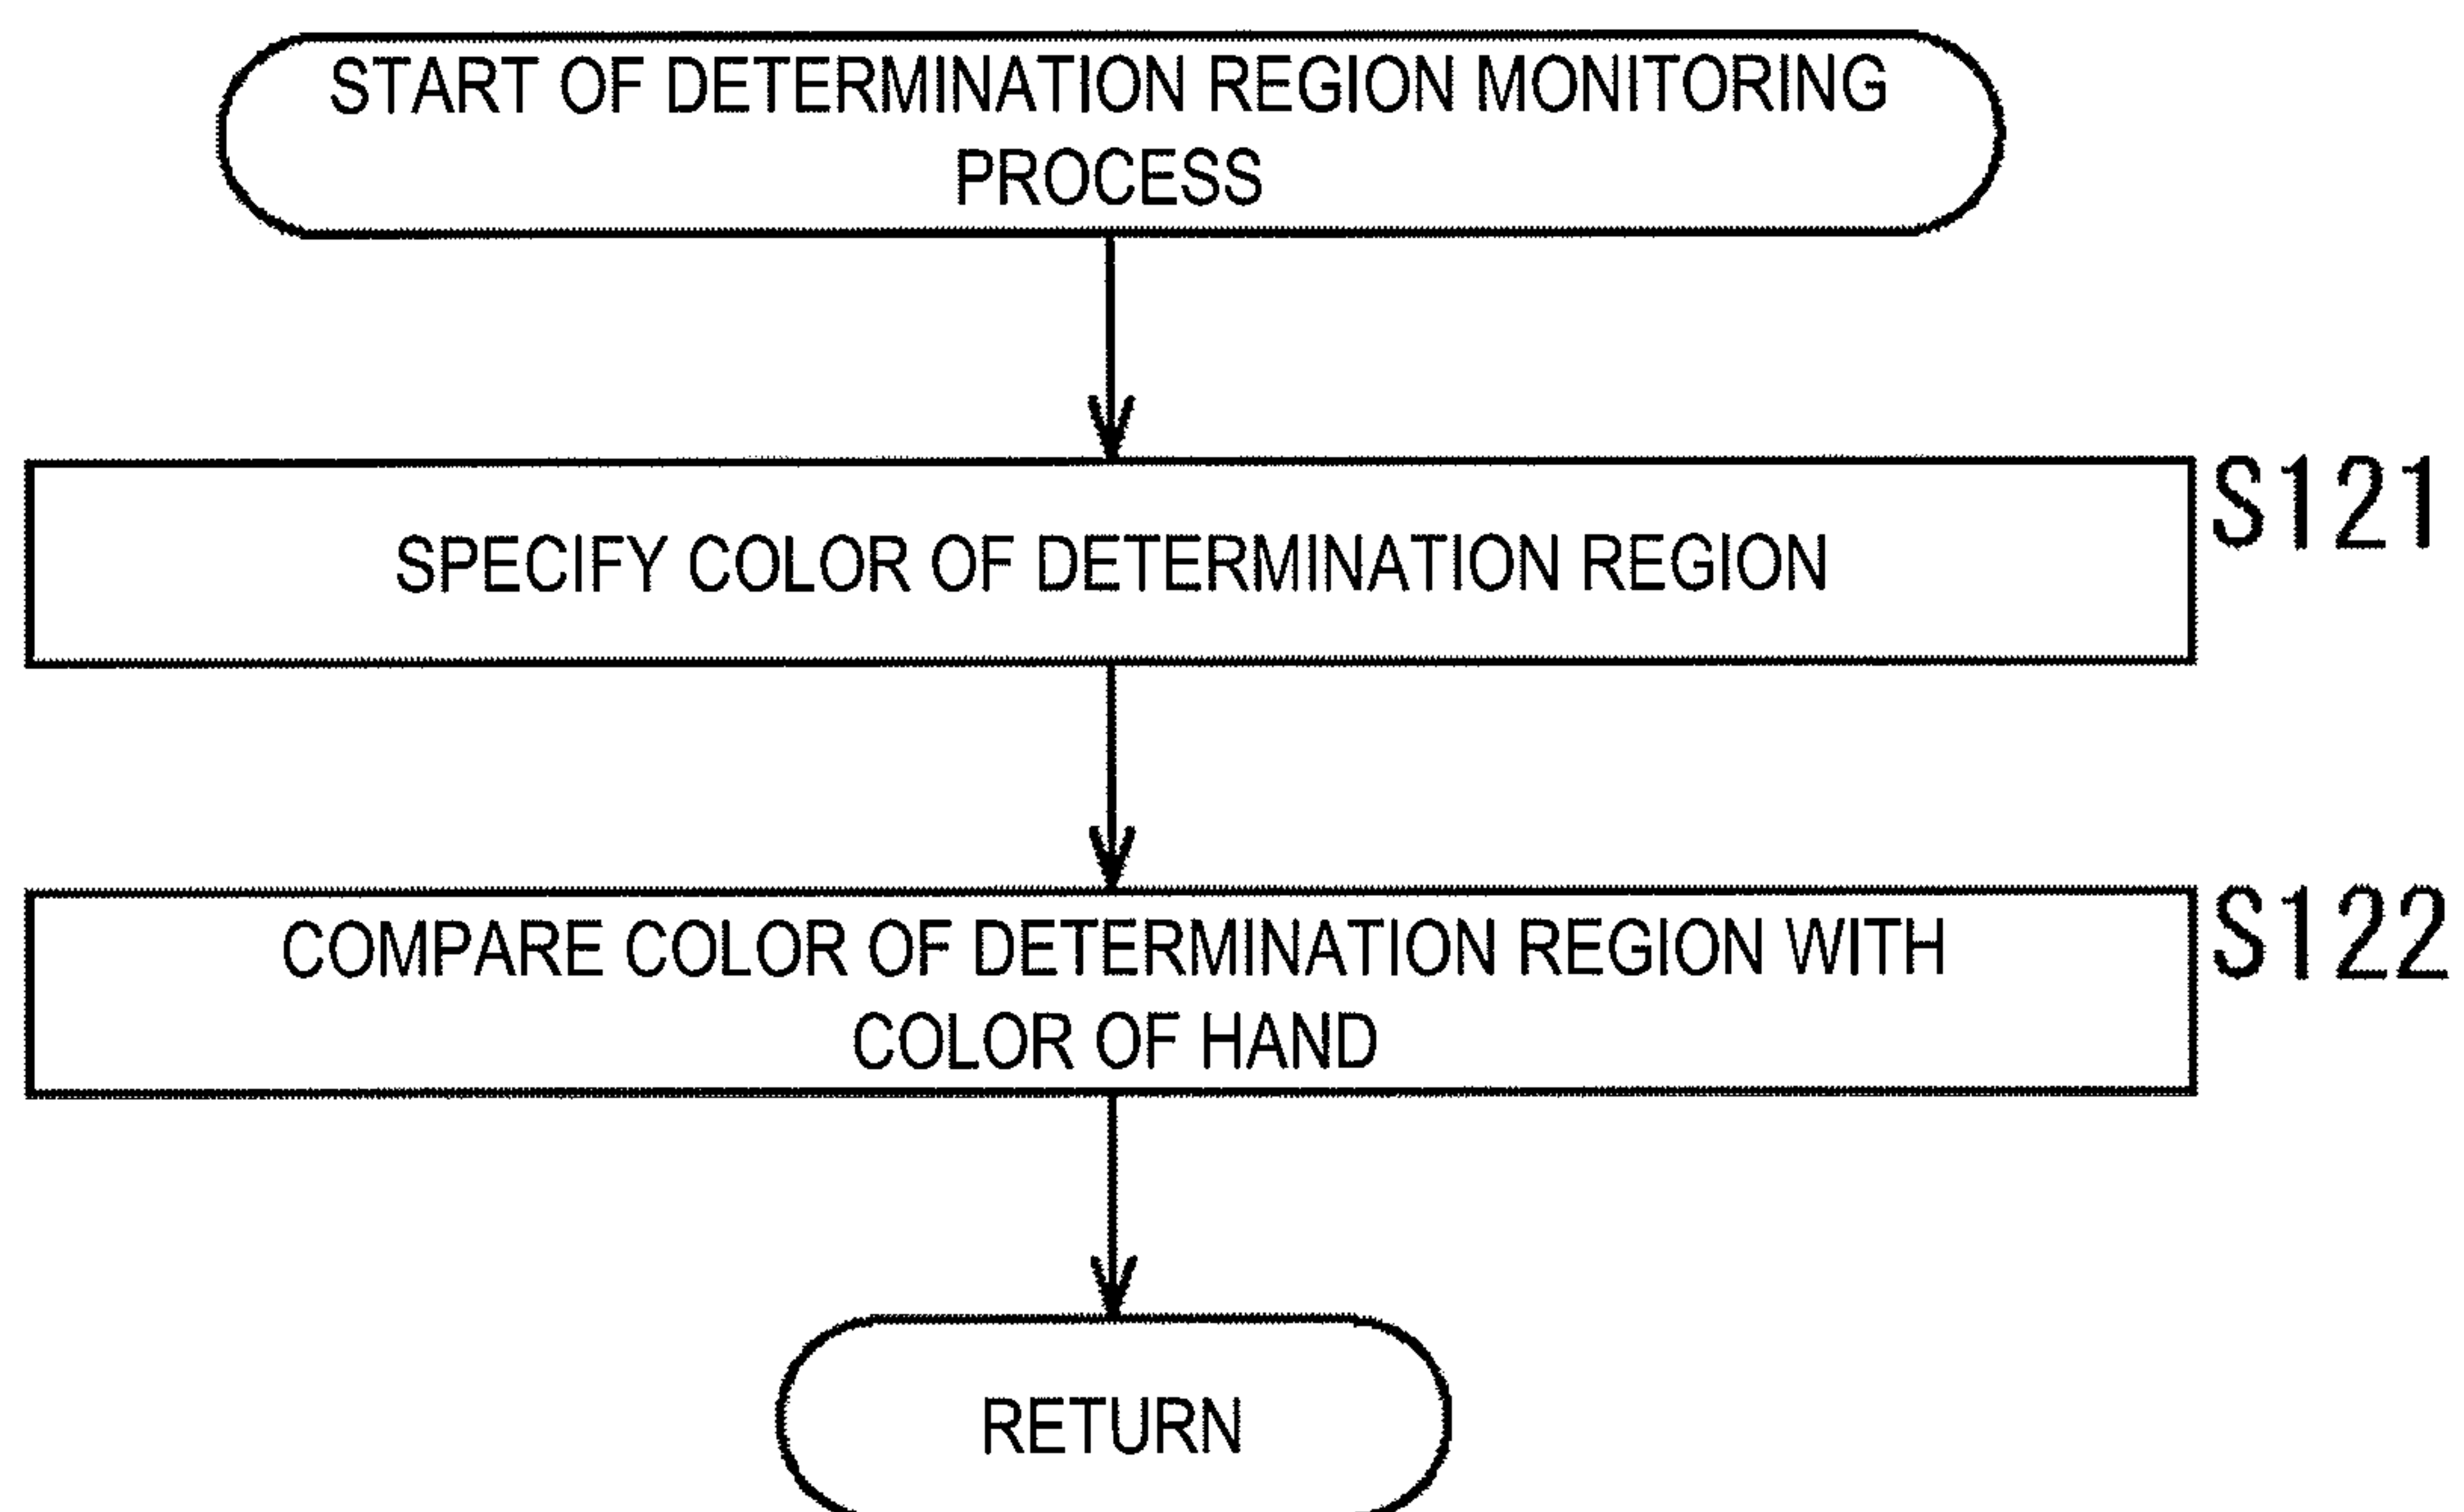 START OF DETERMINATION REGION MONITORING
PROCESS
S121
SPECIFY COLOR OF DETERMINATION REGION
S122
COMPARE COLOR OF DETERMINATION REGION WITH
COLOR OF HAND
RETURN